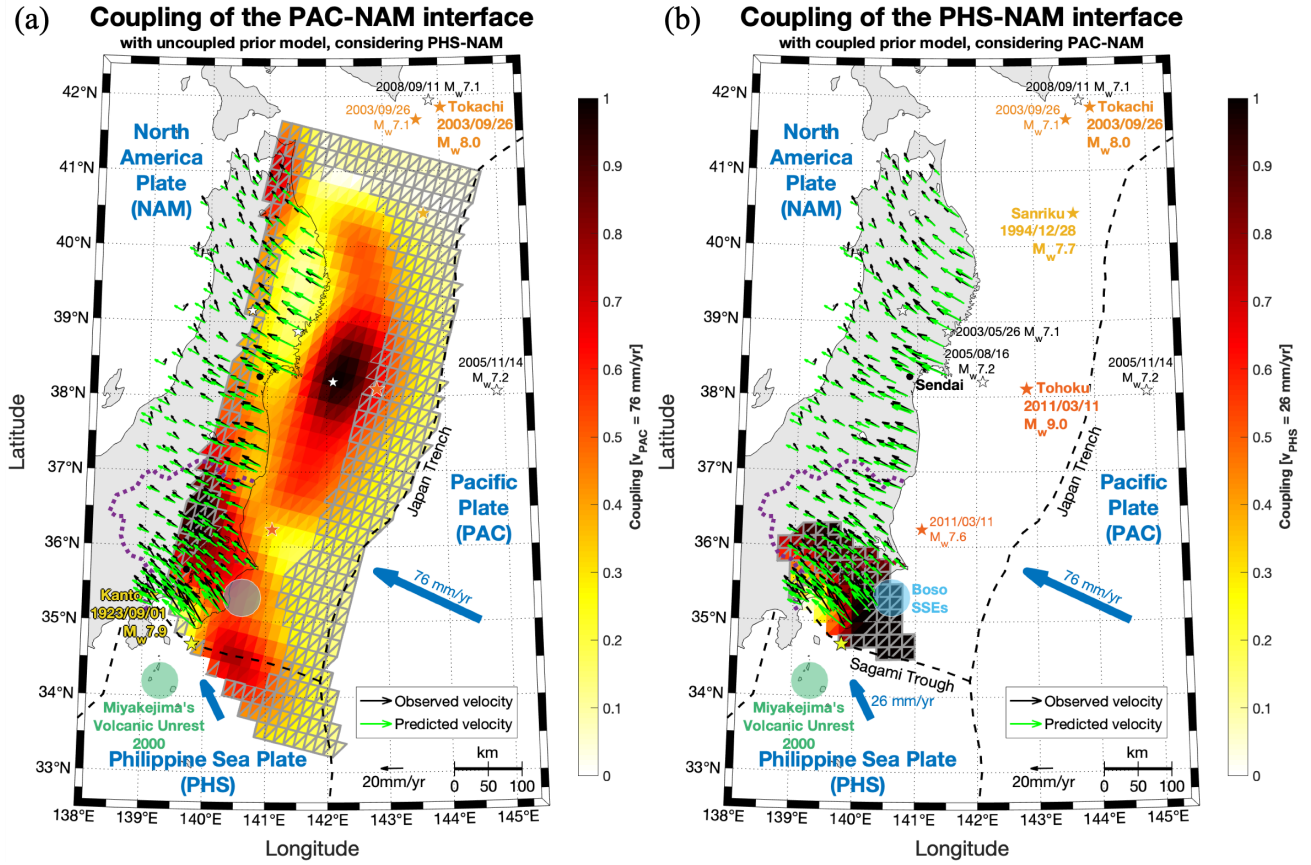 (a)
Coupling of the PAC-NAM interface
with uncoupled prior model, considering PHS-NAM
2008/09/11 Mw7.1
2003/09/26
Mw7.1
Tokachi
2003/09/26
Mw8.0
North
America
Plate
(NAM)
2005/11/14
Mw7.2
Japan Trench
Pacific
Plate
(PAC)
76 mm/yr
Kanto
1923/09/01
Mw7.9
Miyakejima's
Volcanic Unrest
2000
Philippine Sea Plate
(PHS)
Observed velocity
Predicted velocity
km
20mm/yr
0 50 100
42°N
41°N
40°N
39°N
38°N
37°N
36°N
35°N
34°N
33°N
Latitude
138°E 139°E 140°E 141°E 142°E 143°E 144°E 145°E
Longitude
1
0.9
0.8
0.7
0.6
0.5
0.4
0.3
0.2
0.1
0
Coupling [vPAC = 76 mm/yr]
(b)
Coupling of the PHS-NAM interface
with coupled prior model, considering PAC-NAM
2008/09/11 Mw7.1
2003/09/26
Mw7.1
Tokachi
2003/09/26
Mw8.0
North
America
Plate
(NAM)
Sanriku
1994/12/28
Mw7.7
2003/05/26 Mw7.1
2005/08/16
Mw7.2
2005/11/14
Mw7.2
Sendai
Tohoku
2011/03/11
Mw9.0
Japan Trench
Pacific
Plate
(PAC)
2011/03/11
Mw7.6
76 mm/yr
Boso
SSEs
Sagami Trough
26 mm/yr
Miyakejima's
Volcanic Unrest
2000
Philippine Sea Plate
(PHS)
Observed velocity
Predicted velocity
km
20mm/yr
0 50 100
42°N
41°N
40°N
39°N
38°N
37°N
36°N
35°N
34°N
33°N
Latitude
138°E 139°E 140°E 141°E 142°E 143°E 144°E 145°E
Longitude
1
0.9
0.8
0.7
0.6
0.5
0.4
0.3
0.2
0.1
0
Coupling [vPHS = 26 mm/yr]